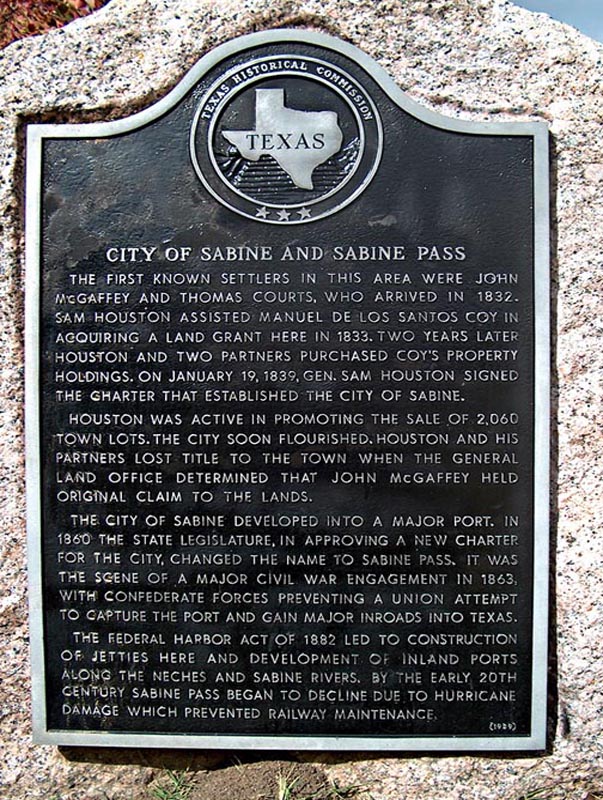 TEXAS HISTORICAL COMMISSION
TEXAS
CITY OF SABINE AND SABINE PASS
THE FIRST KNOWN SETTLERS IN THIS AREA WERE JOHN
McGAFFEY AND THOMAS COURTS, WHO ARRIVED IN 1832.
SAM HOUSTON ASSISTED MANUEL DE LOS SANTOS COY IN
ACQUIRING A LAND GRANT HERE IN 1833. TWO YEARS LATER
HOUSTON AND TWO PARTNERS PURCHASED COY'S PROPERTY
HOLDINGS. ON JANUARY 19, 1839, GEN. SAM HOUSTON SIGNED
THE CHARTER THAT ESTABLISHED THE CITY OF SABINE.
HOUSTON WAS ACTIVE IN PROMOTING THE SALE OF 2,060
TOWN LOTS. THE CITY SOON FLOURISHED. HOUSTON AND HIS
PARTNERS LOST TITLE TO THE TOWN WHEN THE GENERAL
LAND OFFICE DETERMINED THAT JOHN McGAFFEY HELD
ORIGINAL CLAIM TO THE LANDS.
THE CITY OF SABINE DEVELOPED INTO A MAJOR PORT. IN
1860 THE STATE LEGISLATURE, IN APPROVING A NEW CHARTER
FOR THE CITY, CHANGED THE NAME TO SABINE PASS. IT WAS
THE SCENE OF A MAJOR CIVIL WAR ENGAGEMENT IN 1863,
WITH CONFEDERATE FORCES PREVENTING A UNION ATTEMPT
TO CAPTURE THE PORT AND GAIN MAJOR INROADS INTO TEXAS.
THE FEDERAL HARBOR ACT OF 1882 LED TO CONSTRUCTION
OF JETTIES HERE AND DEVELOPMENT OF INLAND PORTS
ALONG THE NECHES AND SABINE RIVERS. BY THE EARLY 20TH
CENTURY SABINE PASS BEGAN TO DECLINE DUE TO HURRICANE
DAMAGE WHICH PREVENTED RAILWAY MAINTENANCE.
(1989)